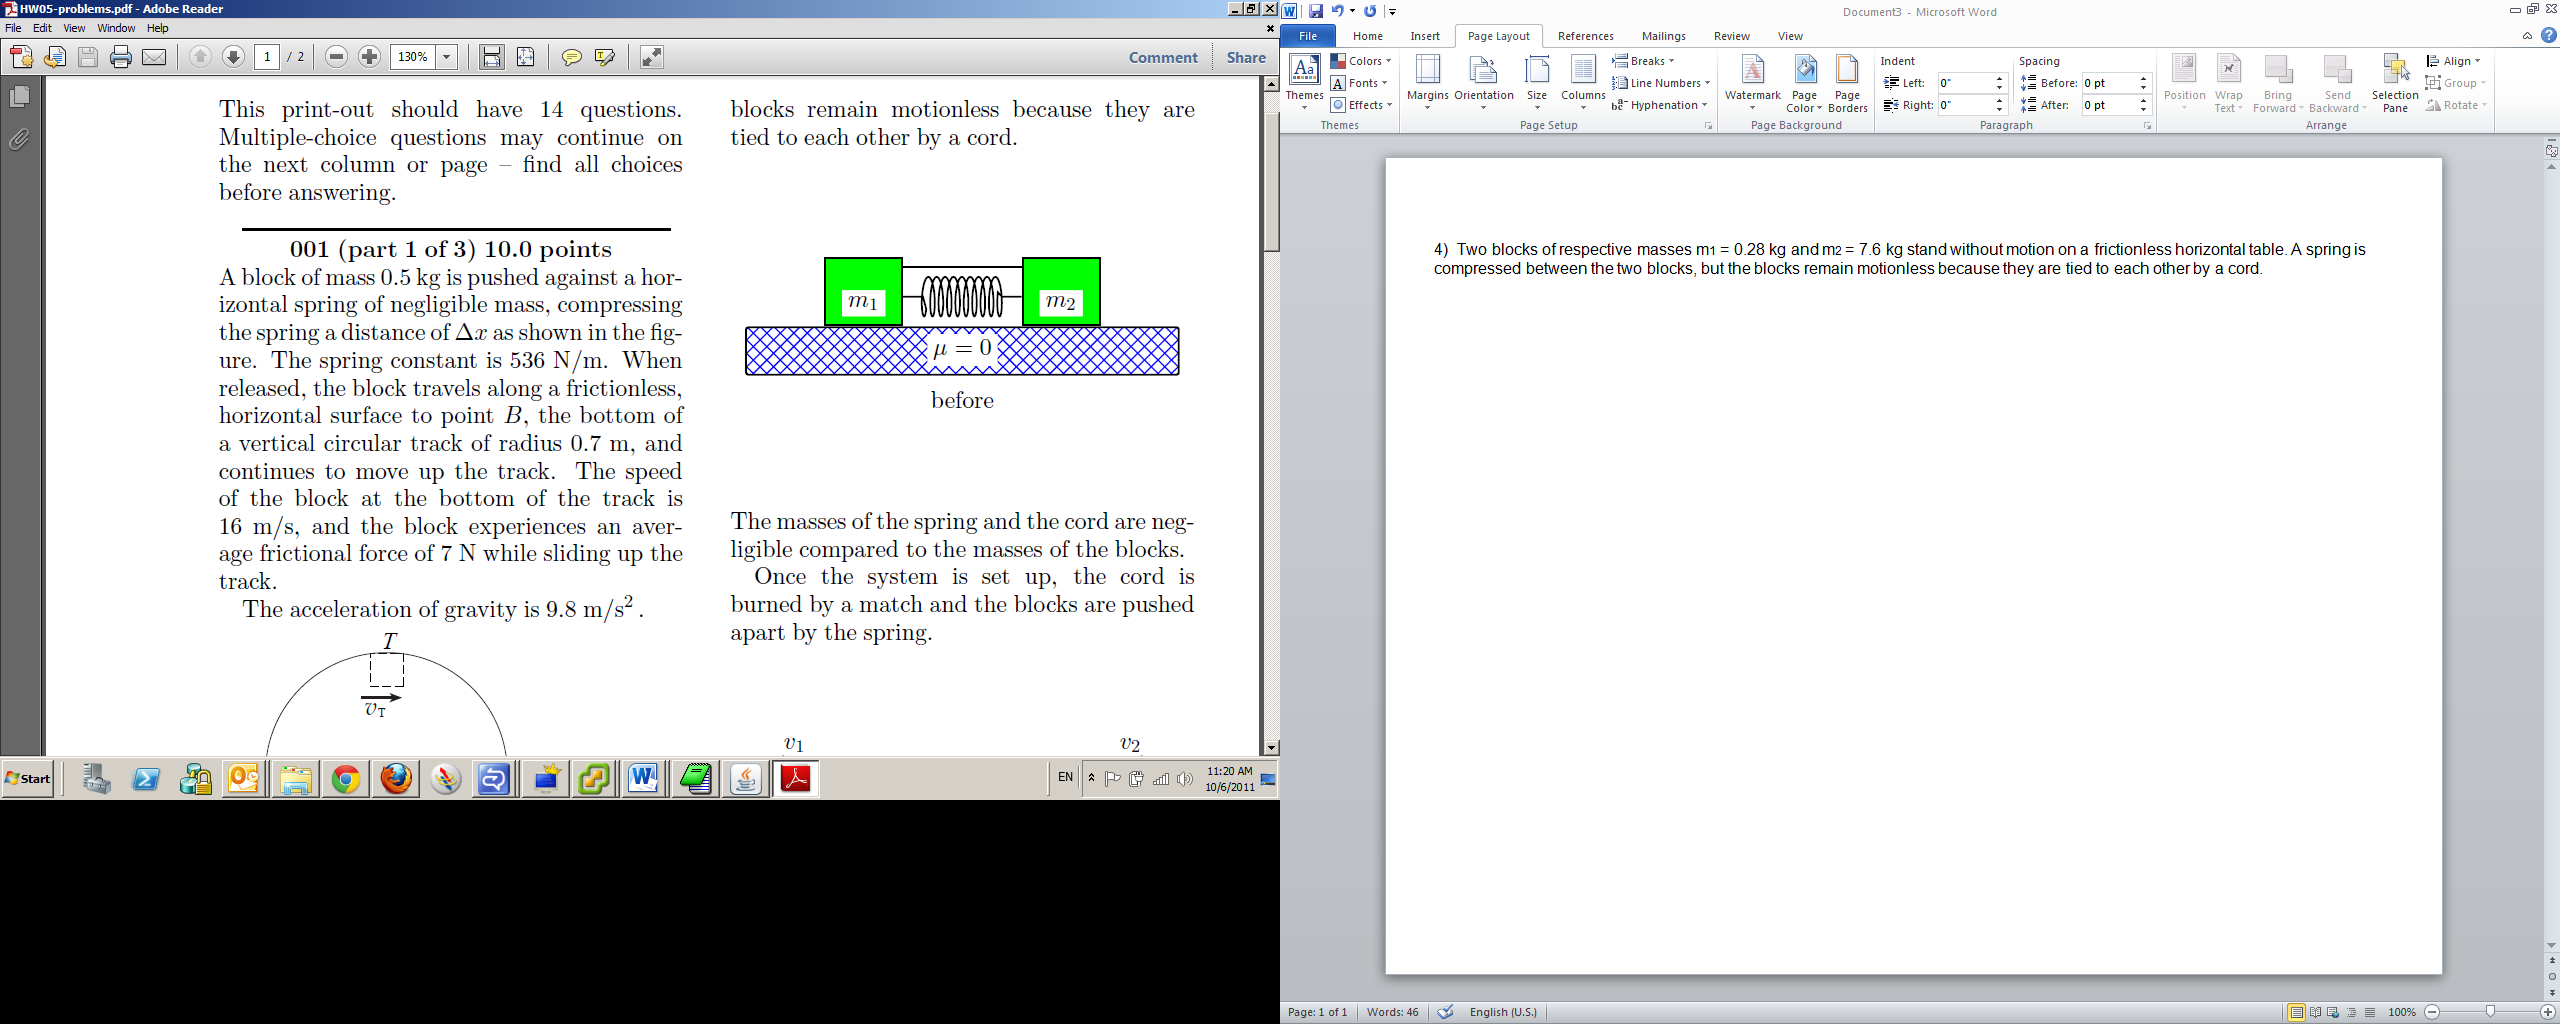 HW05-problems.pdf - Adobe Reader
File Edit View Window Help
1 / 2 130% Comment Share
This print-out should have 14 questions.
Multiple-choice questions may continue on
the next column or page – find all choices
before answering.
001 (part 1 of 3) 10.0 points
A block of mass 0.5 kg is pushed against a hor-
izontal spring of negligible mass, compressing
the spring a distance of Δx as shown in the fig-
ure. The spring constant is 536 N/m. When
released, the block travels along a frictionless,
horizontal surface to point B, the bottom of
a vertical circular track of radius 0.7 m, and
continues to move up the track. The speed
of the block at the bottom of the track is
16 m/s, and the block experiences an aver-
age frictional force of 7 N while sliding up the
track.
The acceleration of gravity is 9.8 m/s².
T
vT
blocks remain motionless because they are
tied to each other by a cord.
m1 m2
μ = 0
before
The masses of the spring and the cord are neg-
ligible compared to the masses of the blocks.
Once the system is set up, the cord is
burned by a match and the blocks are pushed
apart by the spring.
v1 v2
Start EN 11:20 AM
10/6/2011
Document3 - Microsoft Word
File Home Insert Page Layout References Mailings Review View
Themes
Colors
Fonts
Effects
Themes
Margins Orientation Size Columns
Breaks
Line Numbers
Hyphenation
Page Setup
Watermark Page Color Page Borders
Page Background
Indent Spacing
Left: 0" Before: 0 pt
Right: 0" After: 0 pt
Paragraph
Position Wrap Text Bring Forward Send Backward Selection Pane
Align
Group
Rotate
Arrange
4) Two blocks of respective masses m1 = 0.28 kg and m2 = 7.6 kg stand without motion on a frictionless horizontal table. A spring is
compressed between the two blocks, but the blocks remain motionless because they are tied to each other by a cord.
Page: 1 of 1 Words: 46 English (U.S.) 100%